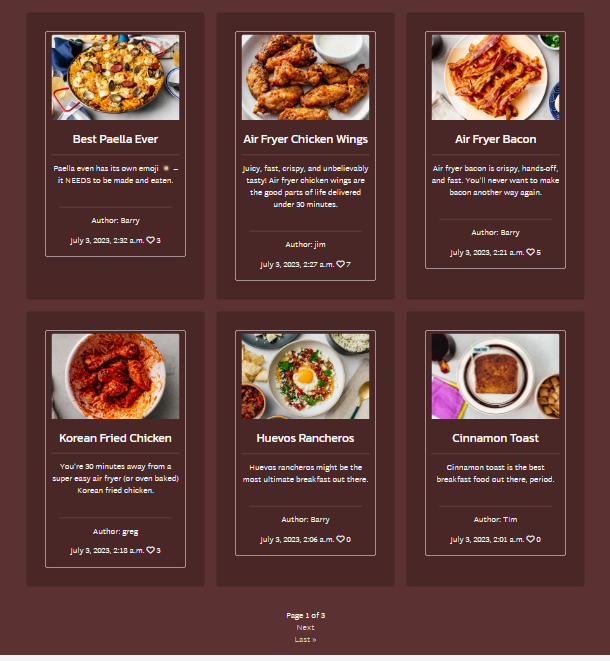 Best Paella Ever
Paella even has its own emoji 🥘 –
it NEEDS to be made and eaten.
Author: Barry
July 3, 2023, 2:32 a.m. ♡ 3
Air Fryer Chicken Wings
Juicy, fast, crispy, and unbelievably
tasty! Air fryer chicken wings are
the good parts of life delivered
under 30 minutes.
Author: jim
July 3, 2023, 2:27 a.m. ♡ 7
Air Fryer Bacon
Air fryer bacon is crispy, hands-off,
and fast. You'll never want to make
bacon another way again.
Author: Barry
July 3, 2023, 2:21 a.m. ♡ 5
Korean Fried Chicken
You're 30 minutes away from a
super easy air fryer (or oven baked)
Korean fried chicken.
Author: greg
July 3, 2023, 2:18 a.m. ♡ 3
Huevos Rancheros
Huevos rancheros might be the
most ultimate breakfast out there.
Author: Barry
July 3, 2023, 2:06 a.m. ♡ 0
Cinnamon Toast
Cinnamon toast is the best
breakfast food out there, period.
Author: Tim
July 3, 2023, 2:01 a.m. ♡ 0
Page 1 of 3
Next
Last »